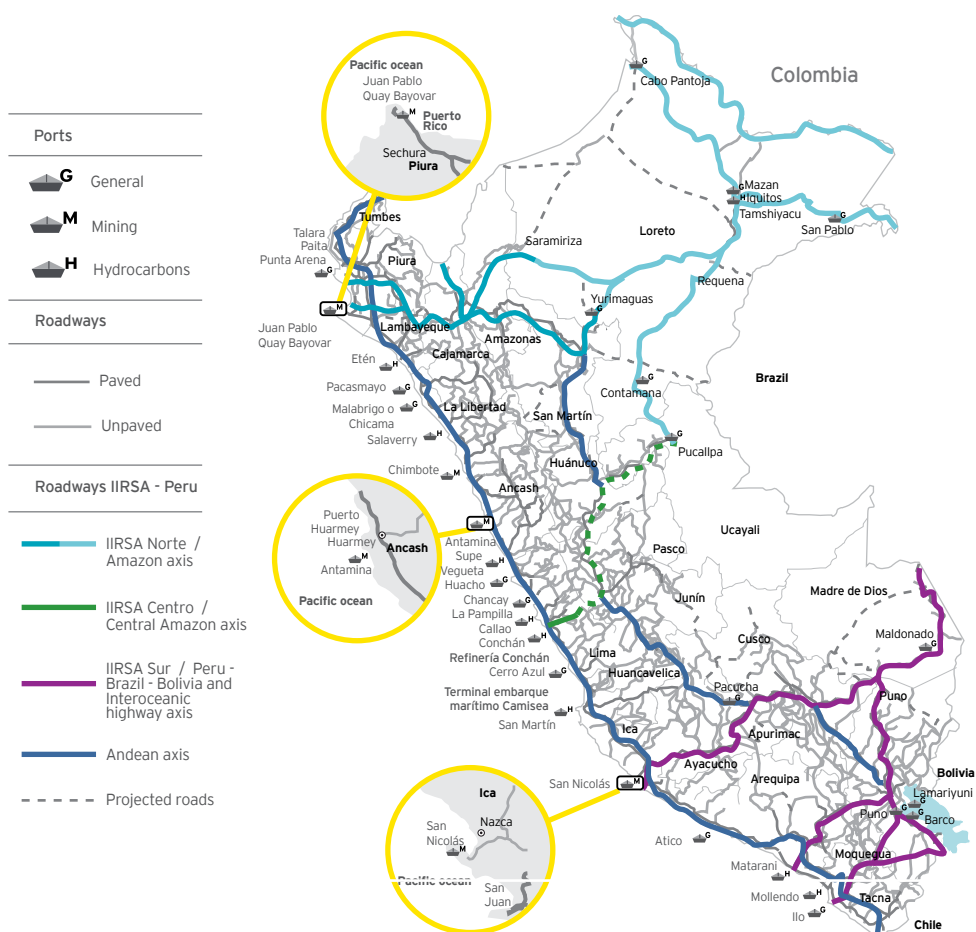 Ports
G
General
M
Mining
H
Hydrocarbons
Roadways
Paved
Unpaved
Roadways IIRSA - Peru
IIRSA Norte /
Amazon axis
IIRSA Centro /
Central Amazon axis
IIRSA Sur / Peru -
Brazil - Bolivia and
Interoceanic
highway axis
Andean axis
Projected roads
Pacific ocean
Juan Pablo
Quay Bayovar
M
Puerto
Rico
Sechura
Piura
Colombia
G
Cabo Pantoja
G
Mazan
H
Iquitos
Tamshiyacu
G
San Pablo
Loreto
Saramiriza
Requena
Tumbes
Talara
Paita
Punta Arena
G
Piura
M
Juan Pablo
Quay Bayovar
Yurimaguas
G
Lambayeque
Amazonas
Cajamarca
Etén
H
Brazil
Pacasmayo
G
Contamana
G
Malabrigo o
Chicama
G
La Libertad
San Martín
Salaverry
H
G
Pucallpa
Chimbote
M
Huánuco
Ancash
Puerto
Huarmey
Huarmey
Ancash
M
Antamina
Pacific ocean
M
Antamina
Supe
H
Vegueta
Huacho
G
Chancay
G
La Pampilla
H
Callao
Conchán
H
Refinería Conchán
Cerro Azul
G
Terminal embarque
marítimo Camisea
San Martín
H
Ucayali
Pasco
Junín
Madre de Dios
Maldonado
G
Cusco
Lima
Huancavelica
Pacucha
G
Puno
Ica
Apurimac
Ayacucho
Arequipa
Bolivia
Lamariyuni
G
Puno
G
G
Barco
San Nicolás
M
Ica
Nazca
San
Nicolás
M
Pacific ocean
San
Juan
Atico
G
Moquegua
Matarani
H
Mollendo
H
Ilo
G
Tacna
Chile